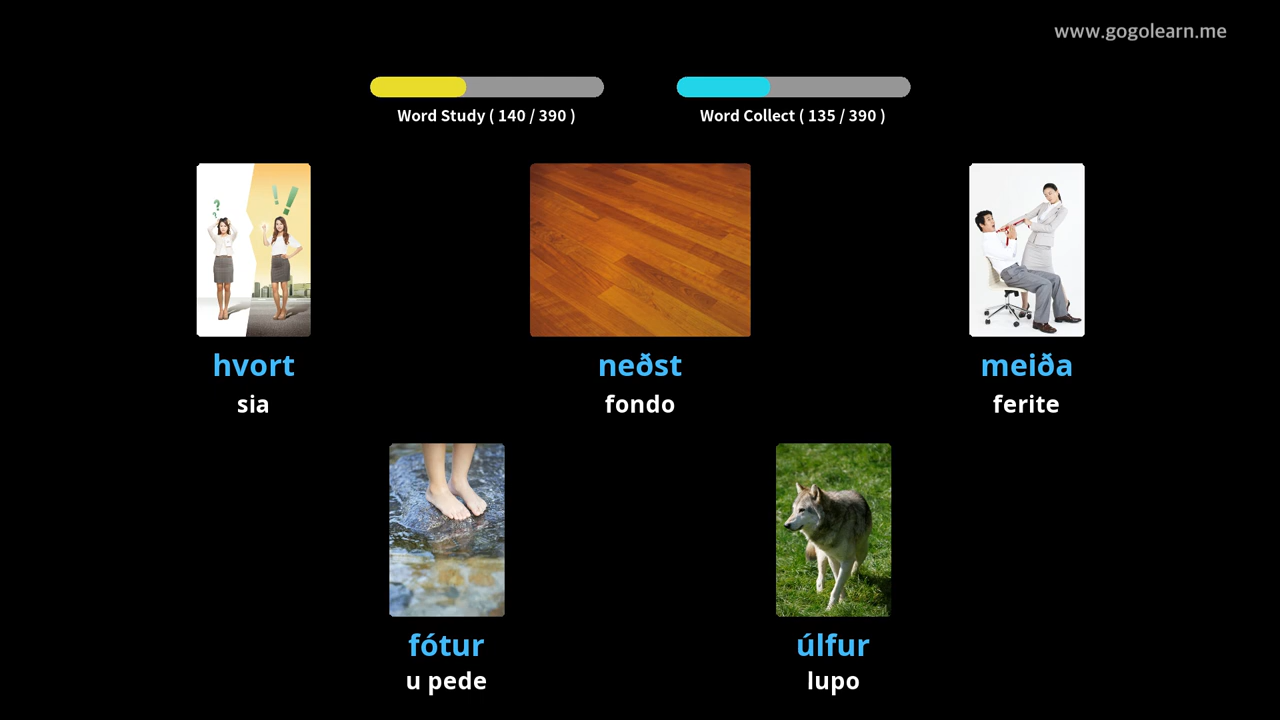 www.gogolearn.me
Word Study ( 140 / 390 )
Word Collect ( 135 / 390 )
hvort
sia
neðst
fondo
meiða
ferite
fótur
u pede
úlfur
lupo